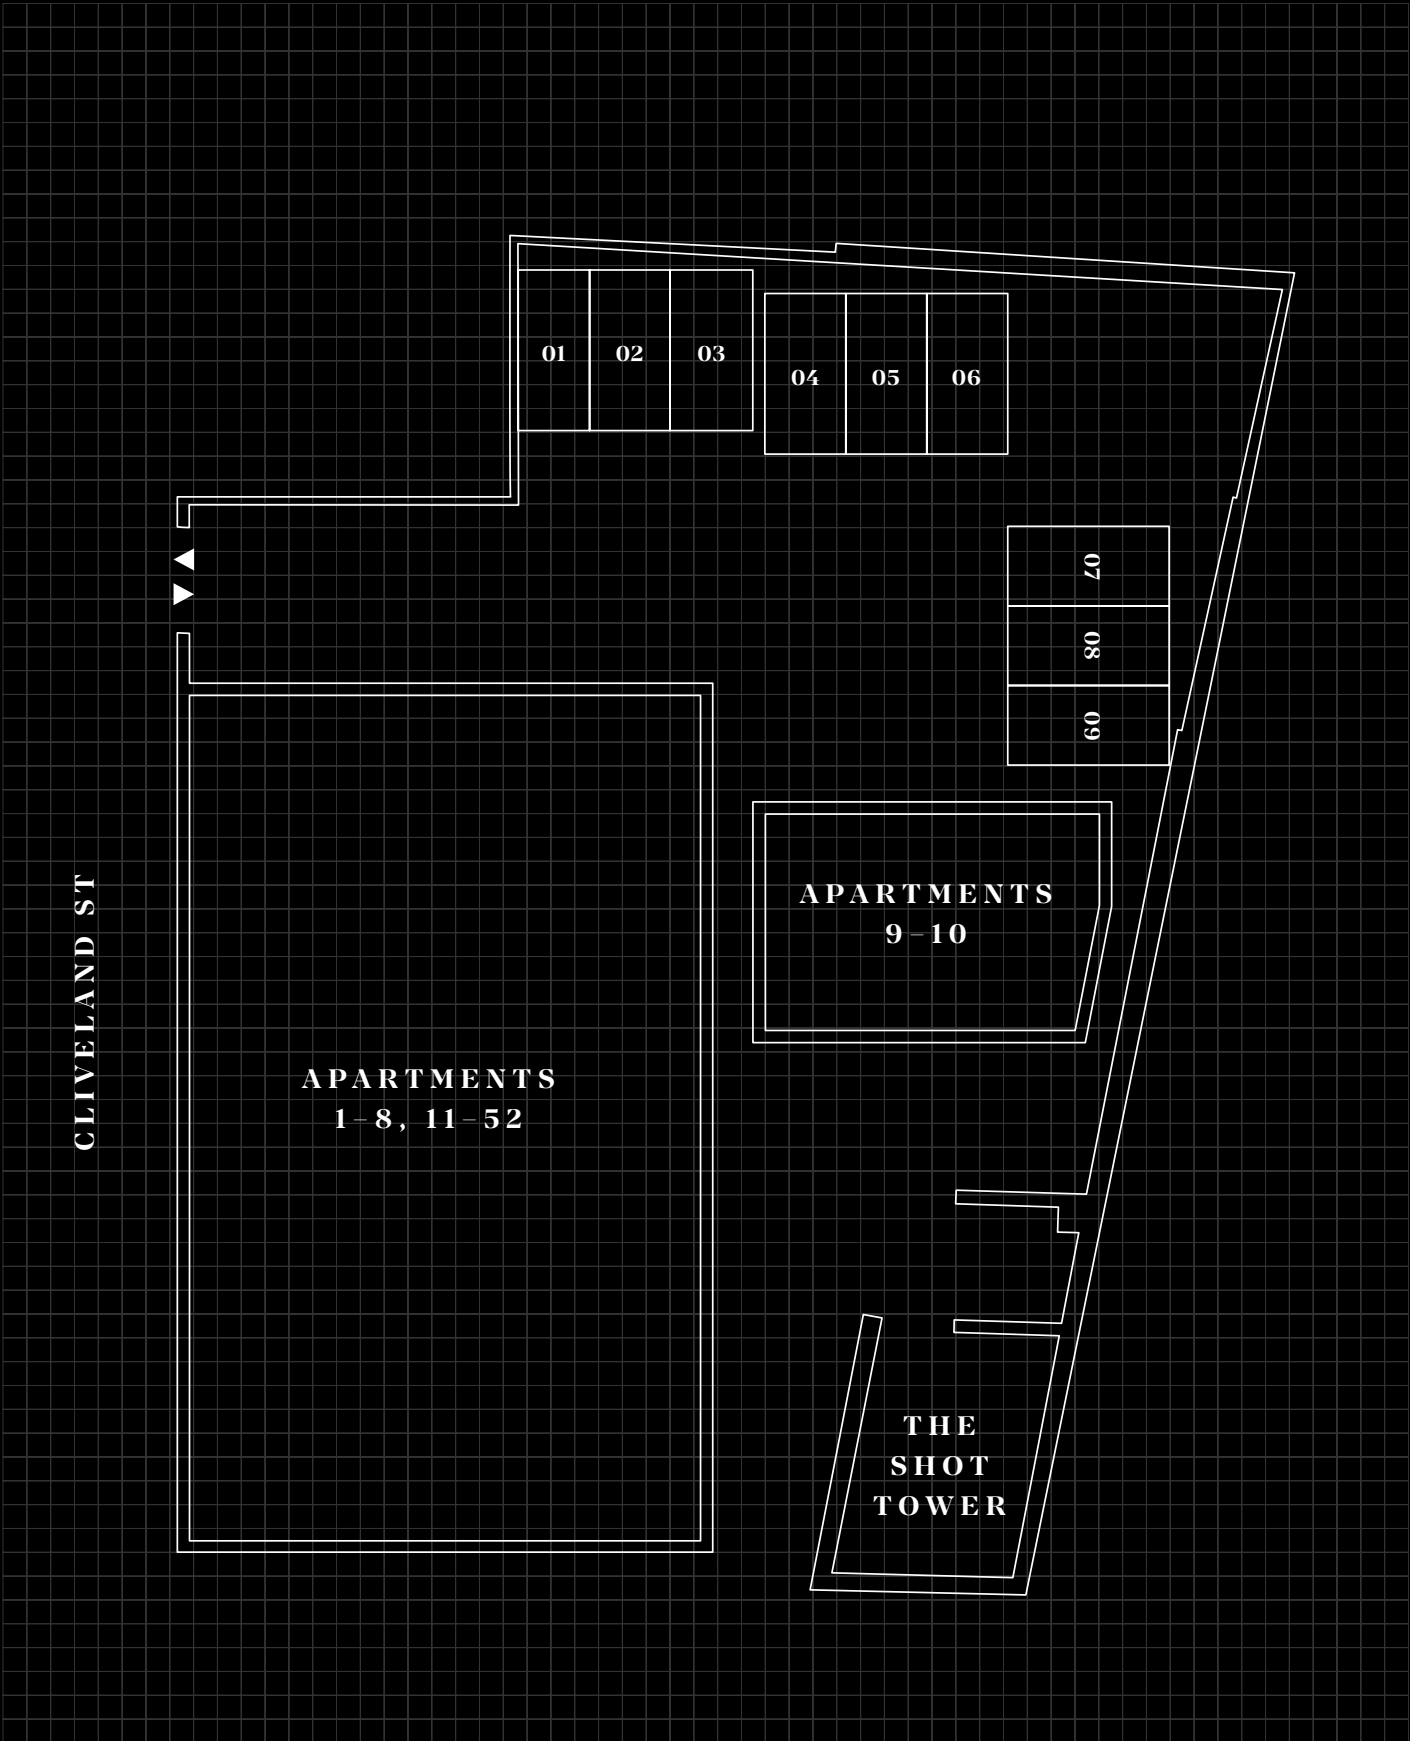 01
02
03
04
05
06
07
08
09
APARTMENTS
9–10
CLIVELAND ST
APARTMENTS
1–8, 11–52
THE
SHOT
TOWER